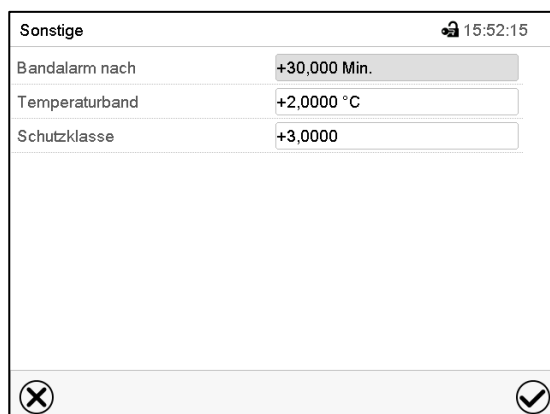 Sonstige 15:52:15
Bandalarm nach +30,000 Min.
Temperaturband +2,0000 °C
Schutzklasse +3,0000